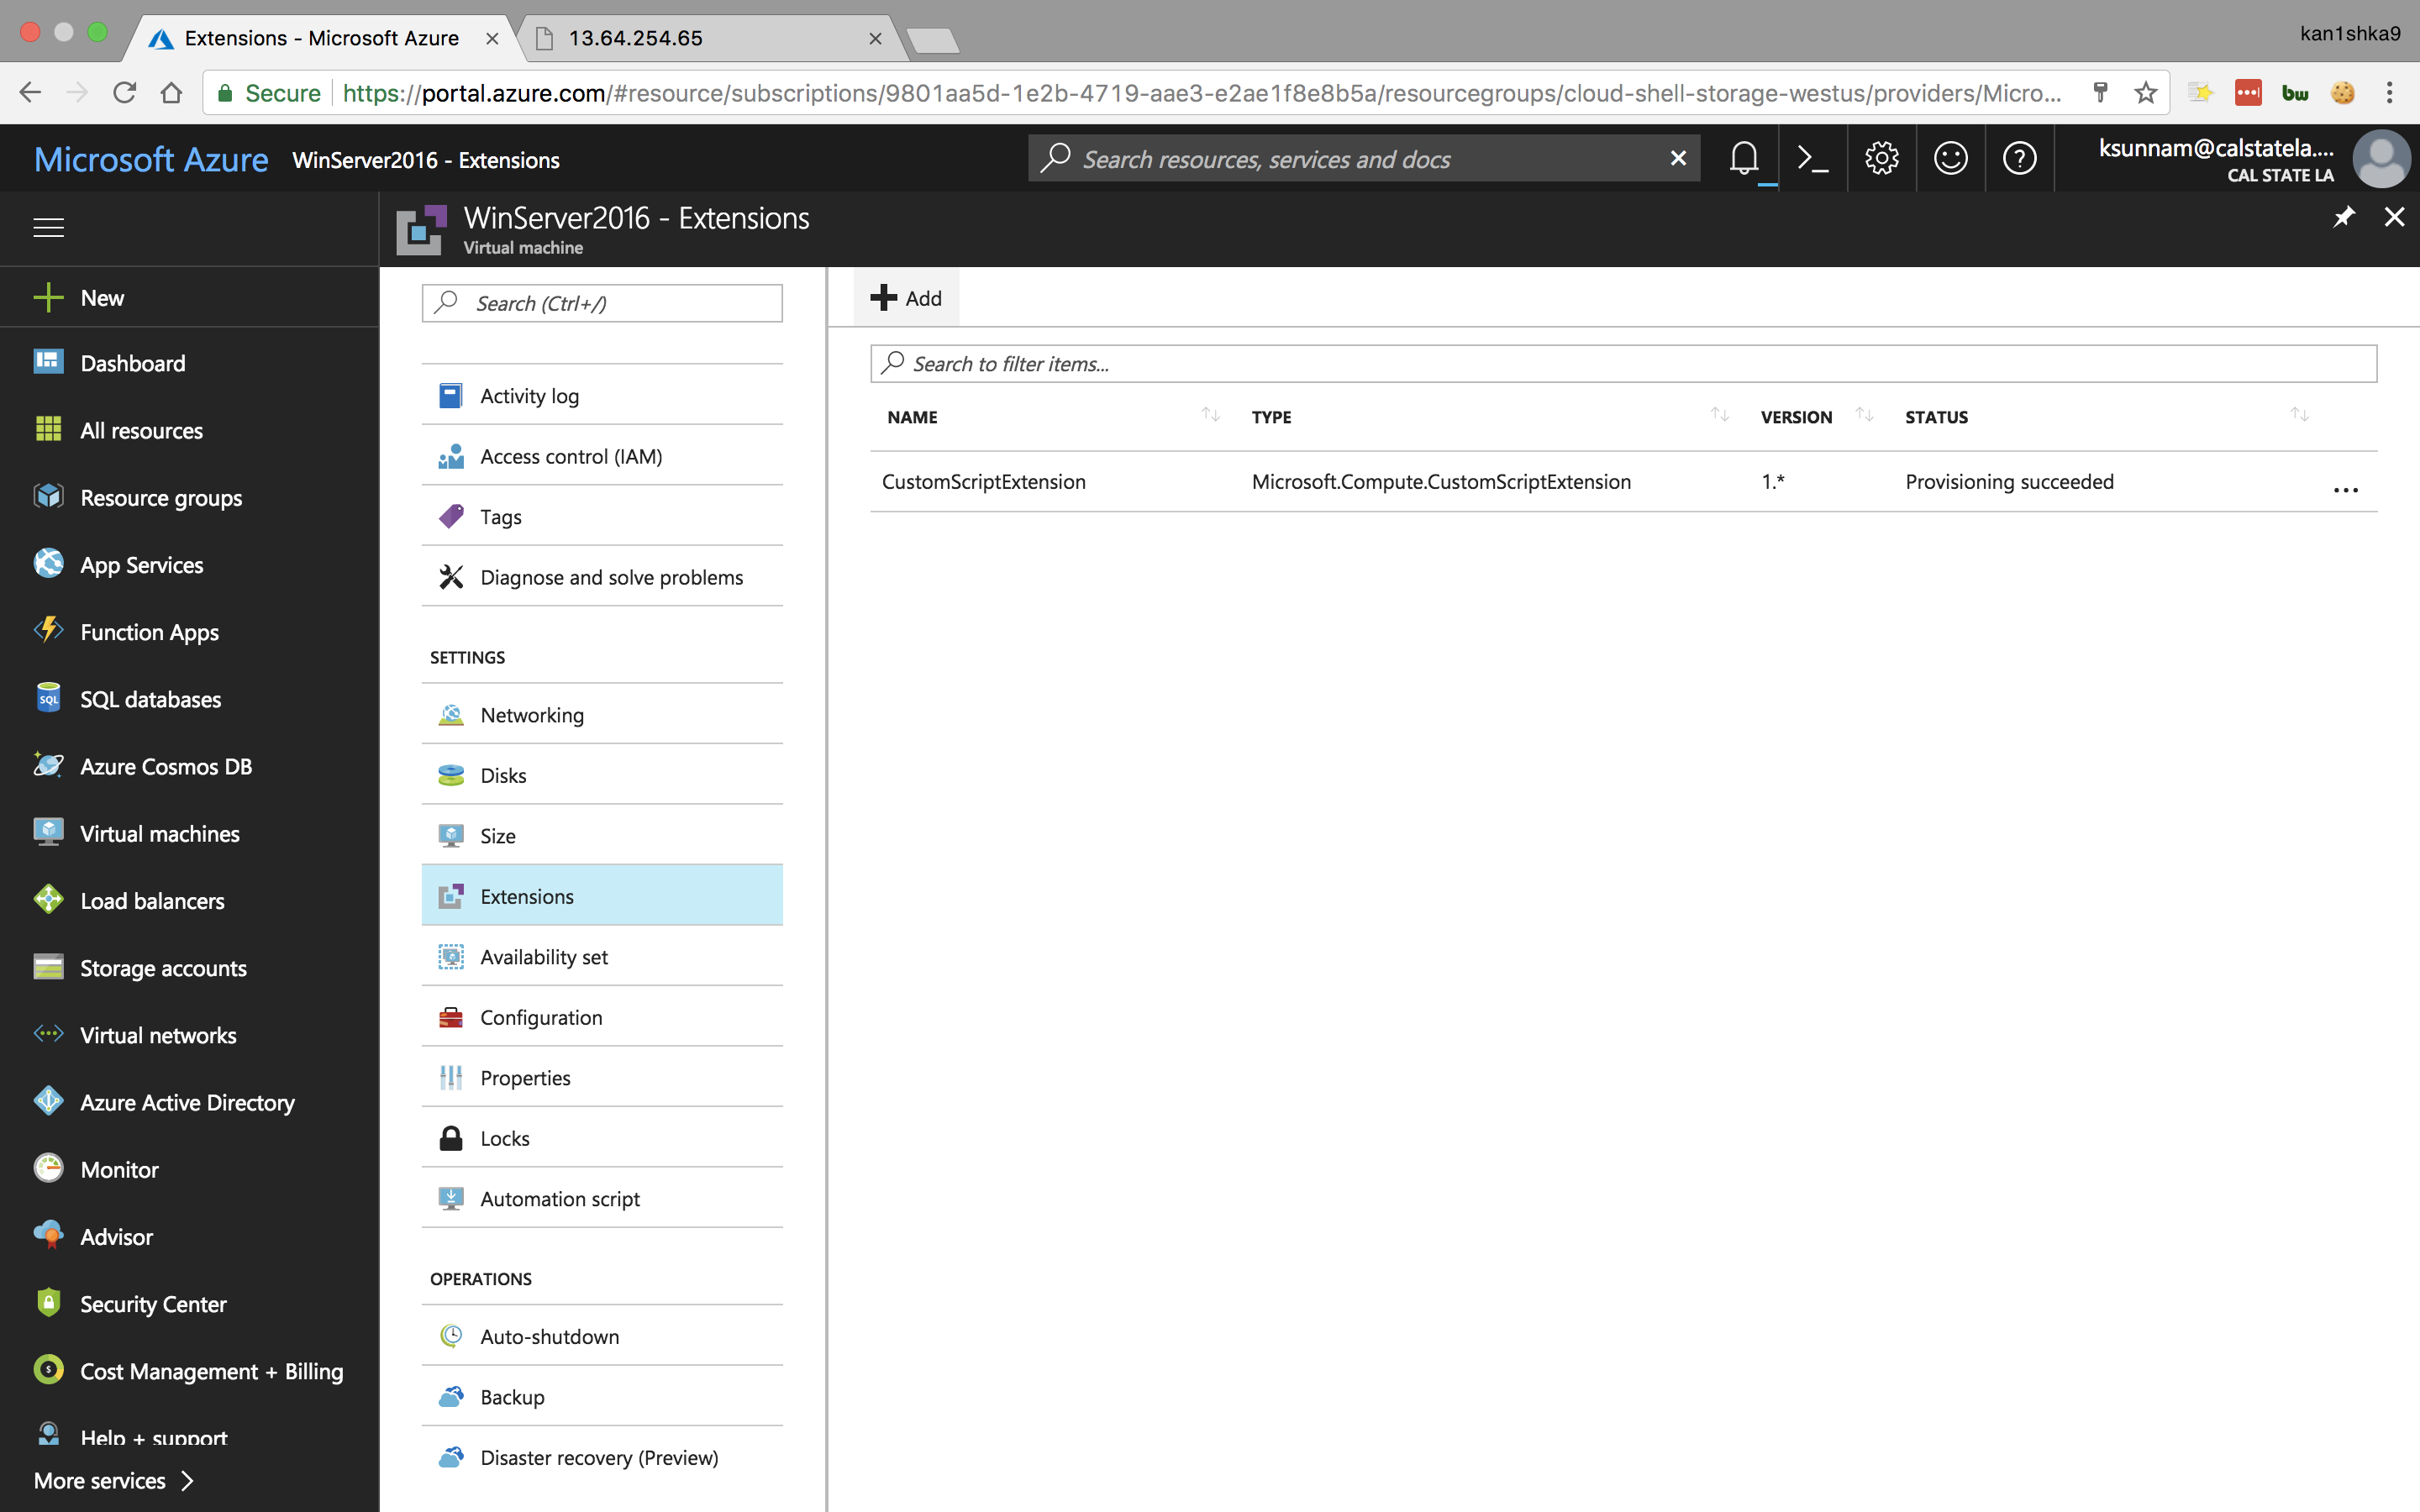 Extensions - Microsoft Azure
13.64.254.65
kan1shka9
Secure https://portal.azure.com/#resource/subscriptions/9801aa5d-1e2b-4719-aae3-e2ae1f8e8b5a/resourcegroups/cloud-shell-storage-westus/providers/Micro...
bw
Microsoft Azure WinServer2016 - Extensions
Search resources, services and docs
ksunnam@calstatela....
CAL STATE LA
WinServer2016 - Extensions
Virtual machine
New
Dashboard
All resources
Resource groups
App Services
Function Apps
SQL
SQL databases
Azure Cosmos DB
Virtual machines
Load balancers
Storage accounts
Virtual networks
Azure Active Directory
Monitor
Advisor
Security Center
Cost Management + Billing
Help + support
More services
Search (Ctrl+/)
Activity log
Access control (IAM)
Tags
Diagnose and solve problems
SETTINGS
Networking
Disks
Size
Extensions
Availability set
Configuration
Properties
Locks
Automation script
OPERATIONS
Auto-shutdown
Backup
Disaster recovery (Preview)
Add
Search to filter items...
NAME TYPE VERSION STATUS
CustomScriptExtension Microsoft.Compute.CustomScriptExtension 1.* Provisioning succeeded ...